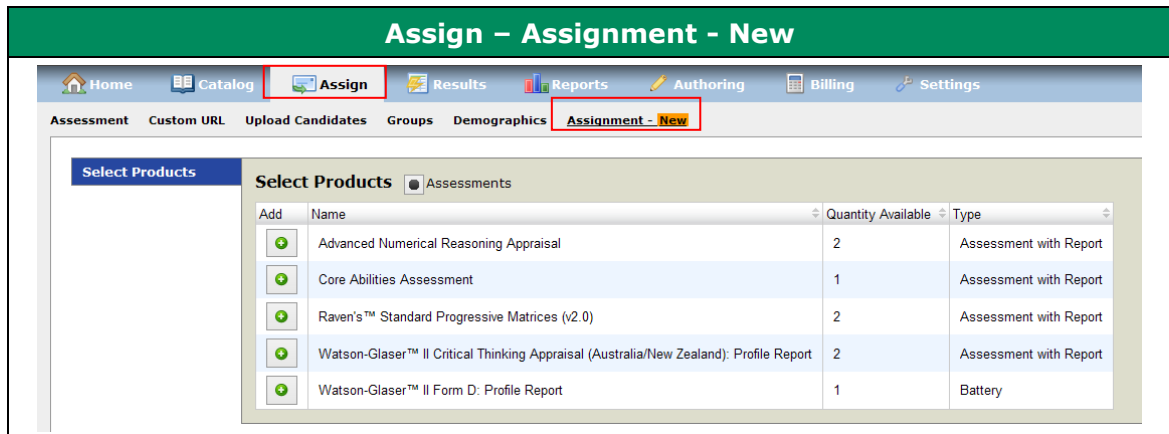 Assign – Assignment - New
Home Catalog Assign Results Reports Authoring Billing Settings
Assessment Custom URL Upload Candidates Groups Demographics Assignment - New
Select Products
Select Products Assessments
Add Name Quantity Available Type
Advanced Numerical Reasoning Appraisal 2 Assessment with Report
Core Abilities Assessment 1 Assessment with Report
Raven's™ Standard Progressive Matrices (v2.0) 2 Assessment with Report
Watson-Glaser™ II Critical Thinking Appraisal (Australia/New Zealand): Profile Report 2 Assessment with Report
Watson-Glaser™ II Form D: Profile Report 1 Battery